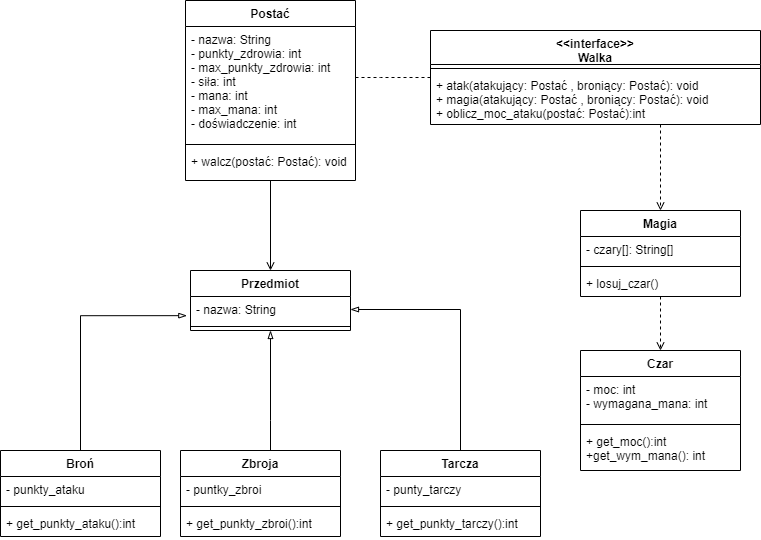 Postać
- nazwa: String
- punkty_zdrowia: int
- max_punkty_zdrowia: int
- siła: int
- mana: int
- max_mana: int
- doświadczenie: int
+ walcz(postać: Postać): void
<<interface>>
Walka
+ atak(atakujący: Postać , broniący: Postać): void
+ magia(atakujący: Postać , broniący: Postać): void
+ oblicz_moc_ataku(postać: Postać):int
Magia
- czary[]: String[]
+ losuj_czar()
Przedmiot
- nazwa: String
Czar
- moc: int
- wymagana_mana: int
+ get_moc():int
+get_wym_mana(): int
Broń
- punkty_ataku
+ get_punkty_ataku():int
Zbroja
- puntky_zbroi
+ get_punkty_zbroi():int
Tarcza
- punty_tarczy
+ get_punkty_tarczy():int